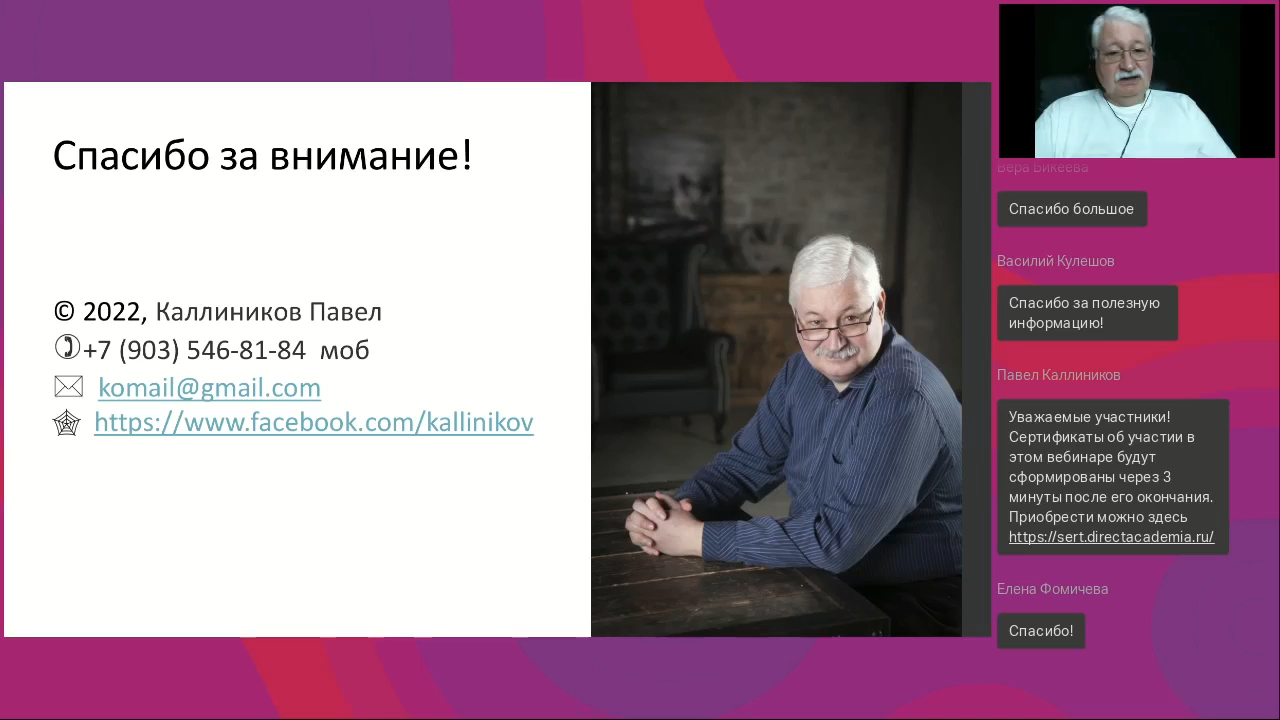 Спасибо за внимание!
© 2022, Каллиников Павел
+7 (903) 546-81-84 моб
komail@gmail.com
https://www.facebook.com/kallinikov
Вера Бикеева
Спасибо большое
Василий Кулешов
Спасибо за полезную
информацию!
Павел Каллиников
Уважаемые участники!
Сертификаты об участии в
этом вебинаре будут
сформированы через 3
минуты после его окончания.
Приобрести можно здесь
https://sert.directacademia.ru/
Елена Фомичева
Спасибо!